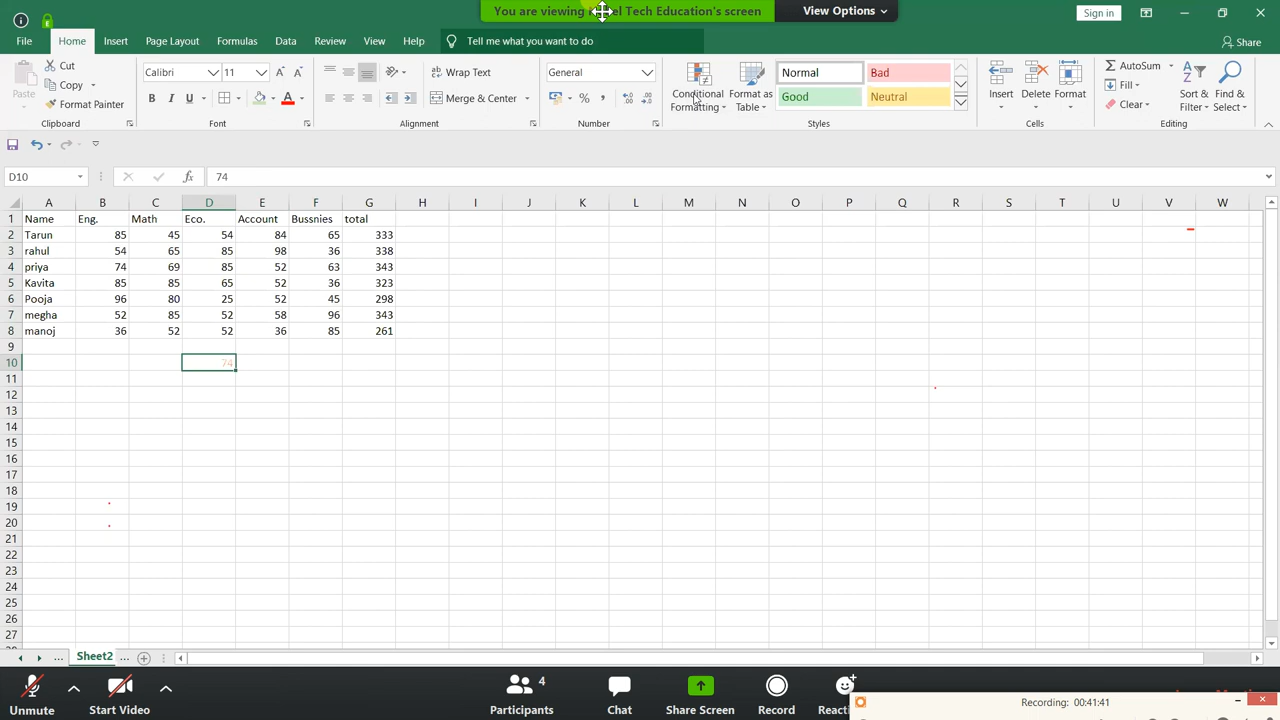 You are viewing el Tech Education's screen
View Options
Sign in
File Home Insert Page Layout Formulas Data Review View Help Tell me what you want to do Share
Paste
Cut
Copy
Format Painter
Clipboard
Calibri 11
B I U
Font
Wrap Text
Merge & Center
Alignment
General
%
Number
Conditional Formatting
Format as Table
Normal Bad
Good Neutral
Styles
Insert Delete Format
Cells
AutoSum
Fill
Clear
Sort & Filter
Find & Select
Editing
D10 fx 74
A B C D E F G H I J K L M N O P Q R S T U V W
1 Name Eng. Math Eco. Account Bussnies total
2 Tarun 85 45 54 84 65 333
3 rahul 54 65 85 98 36 338
4 priya 74 69 85 52 63 343
5 Kavita 85 85 65 52 36 323
6 Pooja 96 80 25 52 45 298
7 megha 52 85 52 58 96 343
8 manoj 36 52 52 36 85 261
9
10 74
11
12
13
14
15
16
17
18
19
20
21
22
23
24
25
26
27
... Sheet2 ...
Unmute Start Video Participants 4 Chat Share Screen Record Reacti
Recording: 00:41:41